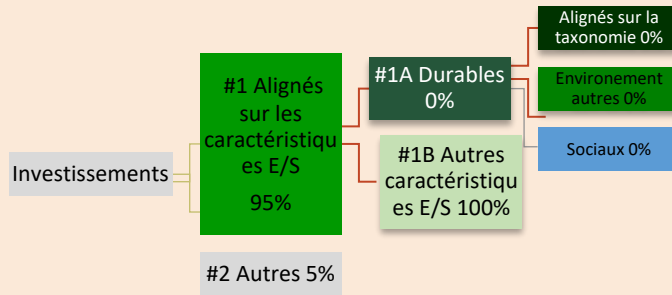 Investissements
#1 Alignés
sur les
caractéristiqu
es E/S
95%
#2 Autres 5%
#1A Durables
0%
#1B Autres
caractéristiqu
es E/S 100%
Alignés sur la
taxonomie 0%
Environement
autres 0%
Sociaux 0%